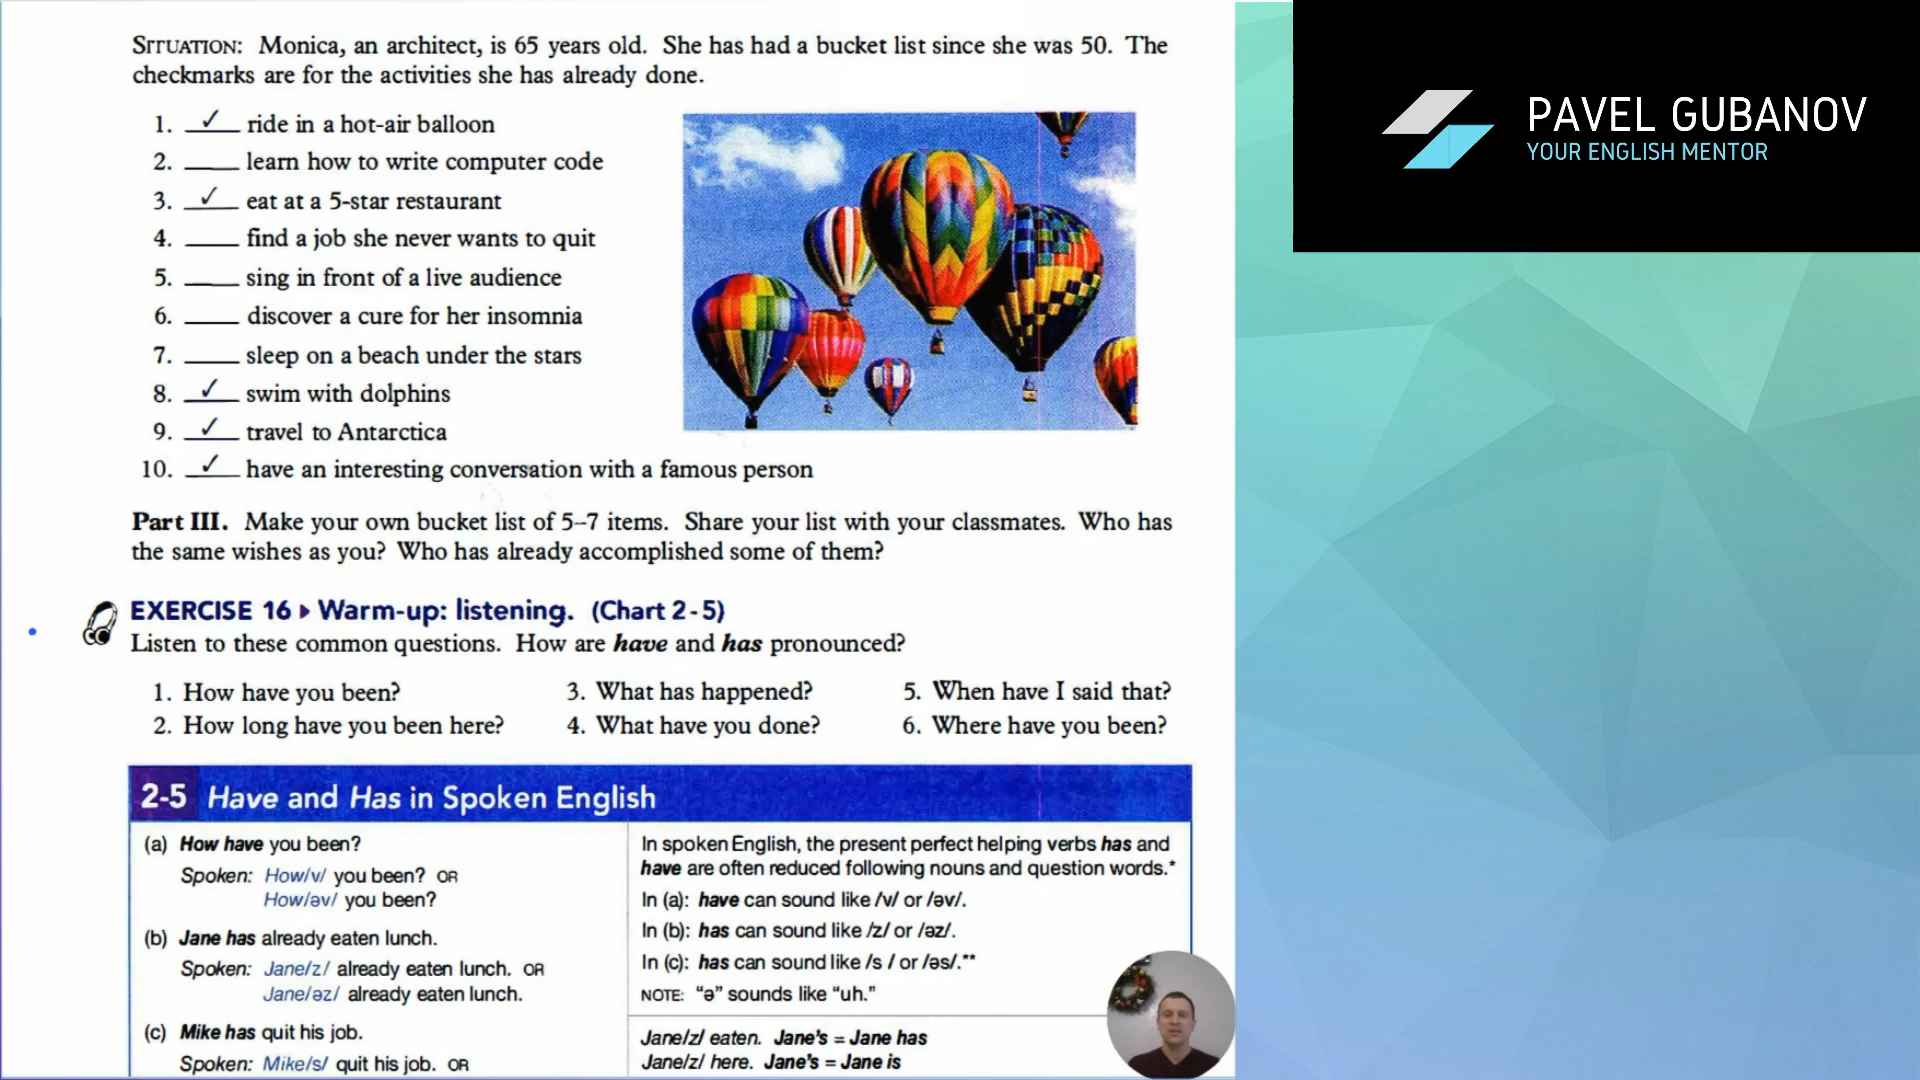 SITUATION: Monica, an architect, is 65 years old. She has had a bucket list since she was 50. The
checkmarks are for the activities she has already done.
1. ✓ ride in a hot-air balloon
2. ___ learn how to write computer code
3. ✓ eat at a 5-star restaurant
4. ___ find a job she never wants to quit
5. ___ sing in front of a live audience
6. ___ discover a cure for her insomnia
7. ___ sleep on a beach under the stars
8. ✓ swim with dolphins
9. ✓ travel to Antarctica
10. ✓ have an interesting conversation with a famous person
Part III. Make your own bucket list of 5–7 items. Share your list with your classmates. Who has
the same wishes as you? Who has already accomplished some of them?
EXERCISE 16 ▸ Warm-up: listening. (Chart 2-5)
Listen to these common questions. How are have and has pronounced?
1. How have you been?
2. How long have you been here?
3. What has happened?
4. What have you done?
5. When have I said that?
6. Where have you been?
2-5 Have and Has in Spoken English
(a) How have you been?
Spoken: How/v/ you been? OR
How/əv/ you been?
(b) Jane has already eaten lunch.
Spoken: Jane/z/ already eaten lunch. OR
Jane/əz/ already eaten lunch.
(c) Mike has quit his job.
Spoken: Mike/s/ quit his job. OR
In spoken English, the present perfect helping verbs has and
have are often reduced following nouns and question words.*
In (a): have can sound like /v/ or /əv/.
In (b): has can sound like /z/ or /əz/.
In (c): has can sound like /s / or /əs/.**
NOTE: “ə” sounds like “uh.”
Jane/z/ eaten. Jane’s = Jane has
Jane/z/ here. Jane’s = Jane is
PAVEL GUBANOV
YOUR ENGLISH MENTOR